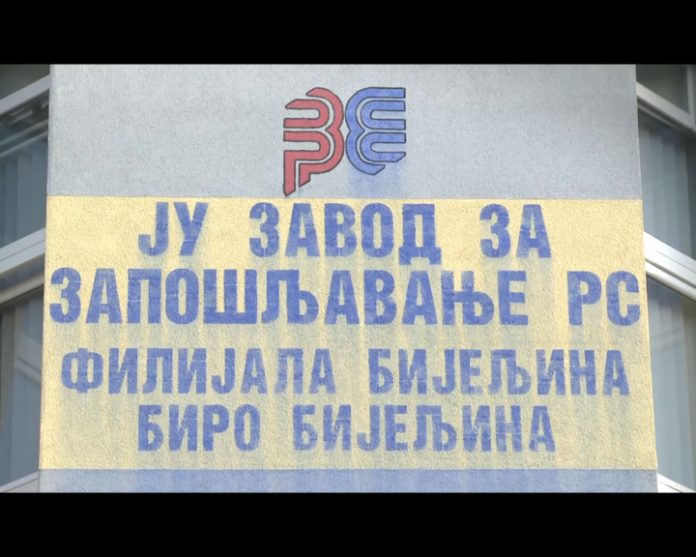 ЈУ ЗАВОД ЗА
ЗАПОШЉАВАЊЕ РС
ФИЛИЈАЛА БИЈЕЉИНА
БИРО БИЈЕЉИНА